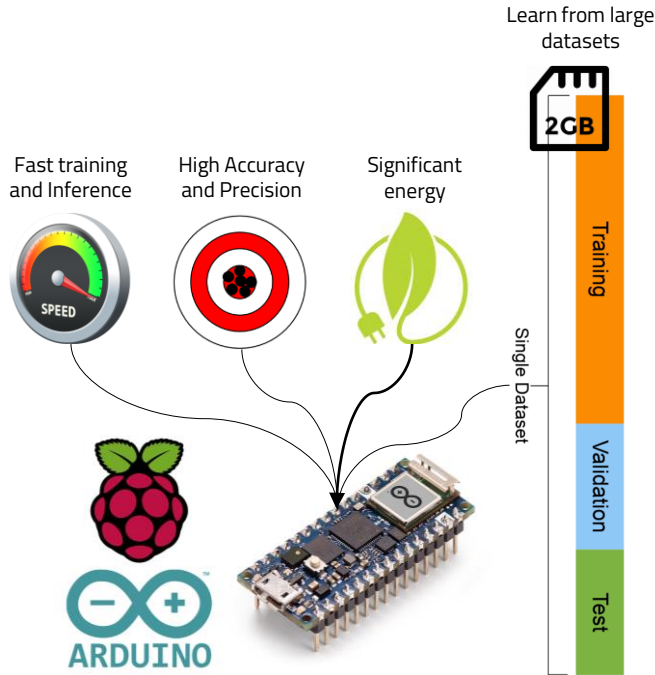 Learn from large
datasets
2GB
Fast training
and Inference
High Accuracy
and Precision
Significant
energy
SPEED
Training
Single Dataset
Validation
Test
ARDUINO
TM